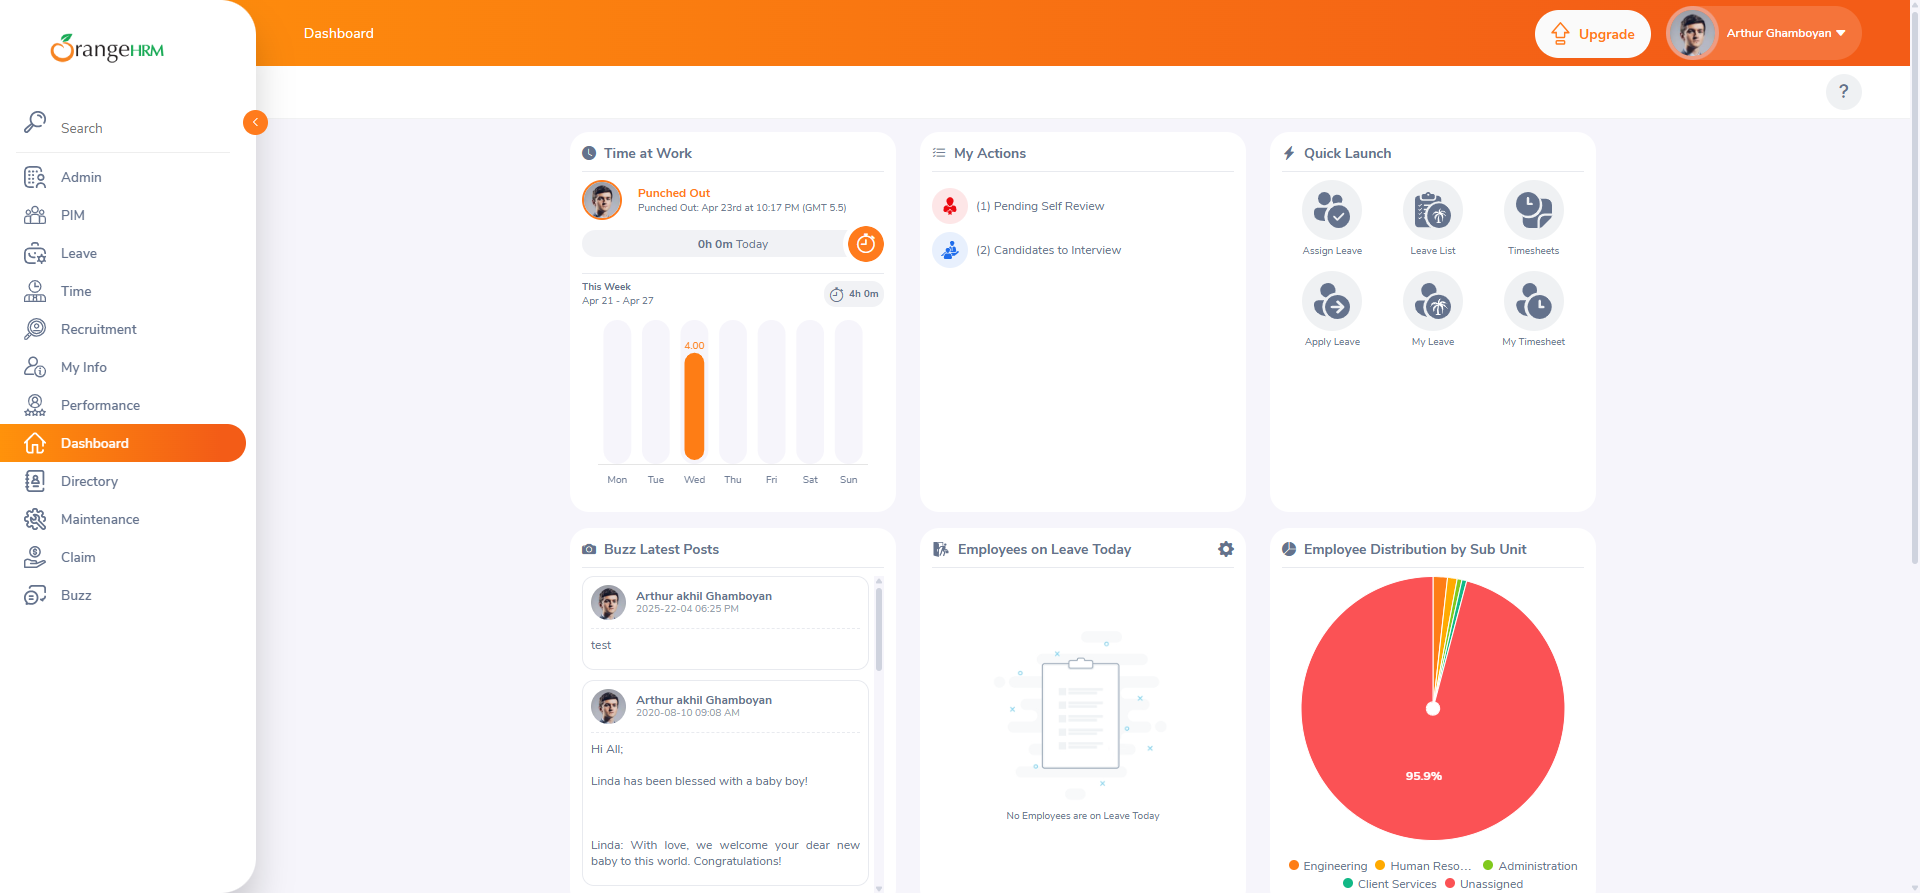 OrangeHRM
Search
Admin
PIM
Leave
Time
Recruitment
My Info
Performance
Dashboard
Directory
Maintenance
Claim
Buzz
Dashboard
Upgrade
Arthur Ghamboyan
?
Time at Work
Punched Out
Punched Out: Apr 23rd at 10:17 PM (GMT 5.5)
0h 0m Today
This Week
Apr 21 - Apr 27
4h 0m
4.00
Mon Tue Wed Thu Fri Sat Sun
My Actions
(1) Pending Self Review
(2) Candidates to Interview
Quick Launch
Assign Leave Leave List Timesheets
Apply Leave My Leave My Timesheet
Buzz Latest Posts
Arthur akhil Ghamboyan
2025-22-04 06:25 PM
test
Arthur akhil Ghamboyan
2020-08-10 09:08 AM
Hi All;
Linda has been blessed with a baby boy!
Linda: With love, we welcome your dear new
baby to this world. Congratulations!
Employees on Leave Today
No Employees are on Leave Today
Employee Distribution by Sub Unit
95.9%
Engineering Human Reso... Administration
Client Services Unassigned